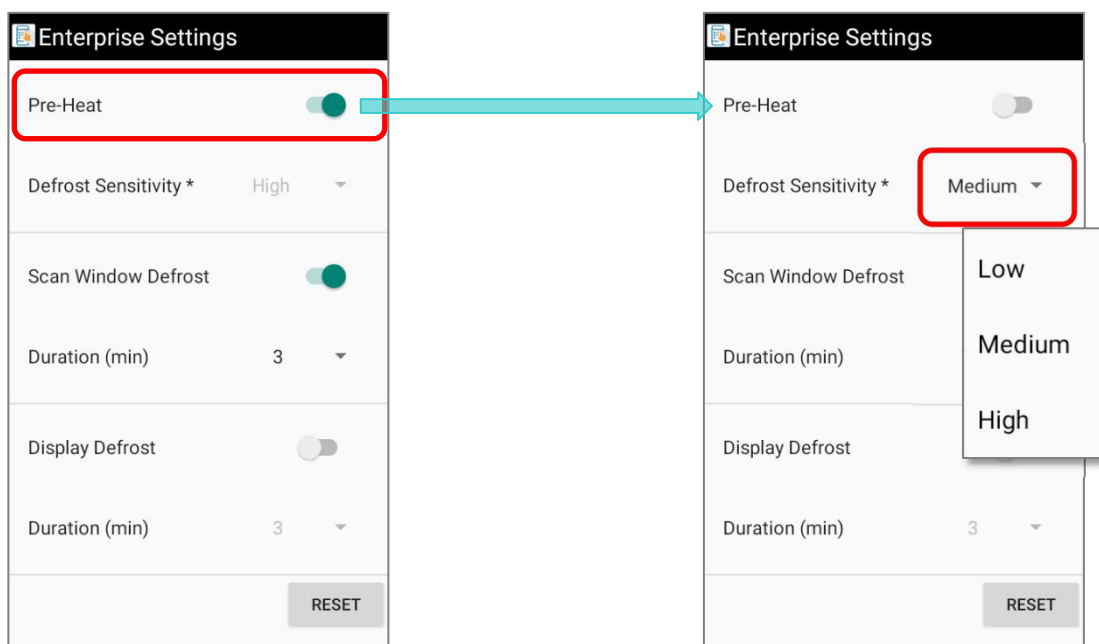 Enterprise Settings
Pre-Heat
Defrost Sensitivity * High
Scan Window Defrost
Duration (min) 3
Display Defrost
Duration (min) 3
RESET
Enterprise Settings
Pre-Heat
Defrost Sensitivity * Medium
Low
Scan Window Defrost
Medium
Duration (min)
High
Display Defrost
Duration (min) 3
RESET